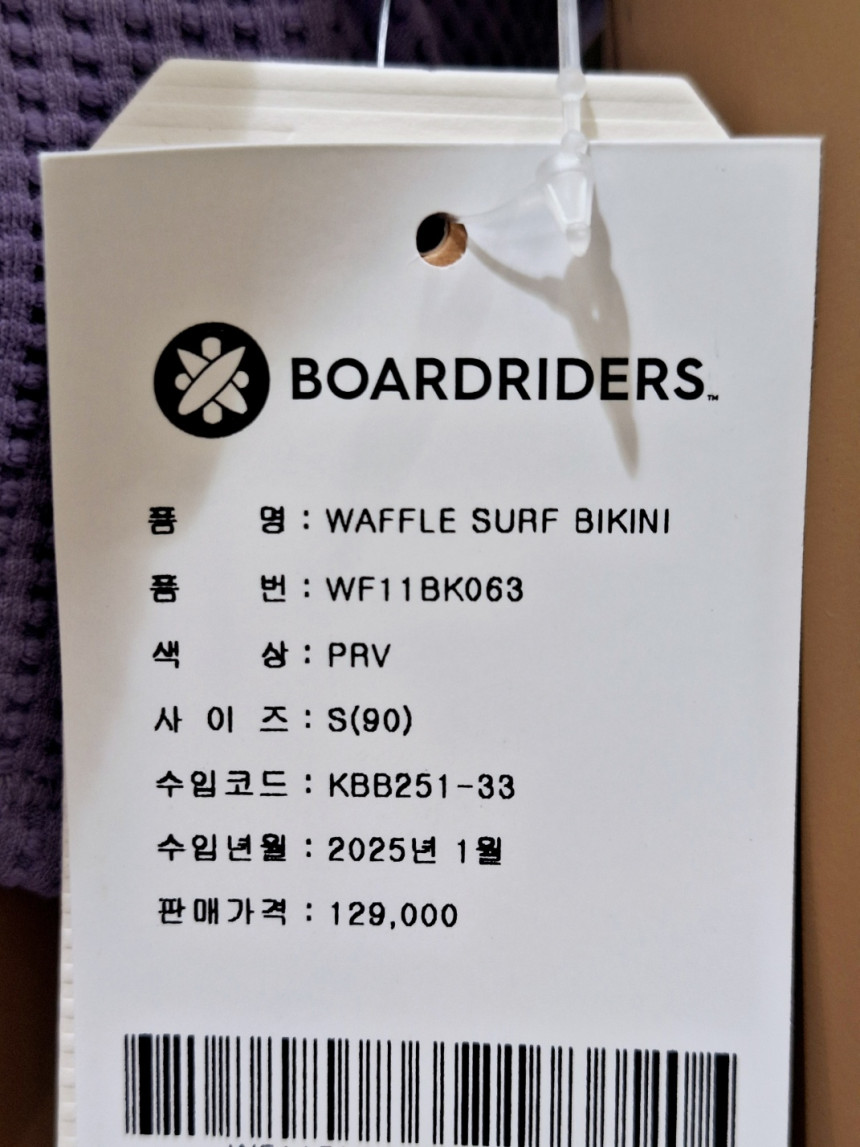 BOARDRIDERS™
품 명 : WAFFLE SURF BIKINI
품 번 : WF11BK063
색 상 : PRV
사 이 즈 : S(90)
수입코드 : KBB251-33
수입년월 : 2025년 1월
판매가격 : 129,000